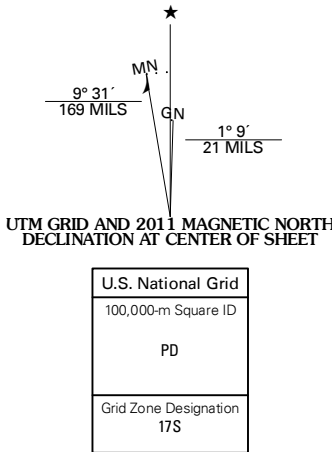 ★
MN
9° 31´
169 MILS
GN
1° 9´
21 MILS
UTM GRID AND 2011 MAGNETIC NORTH
DECLINATION AT CENTER OF SHEET
U.S. National Grid
100,000-m Square ID
PD
Grid Zone Designation
17S